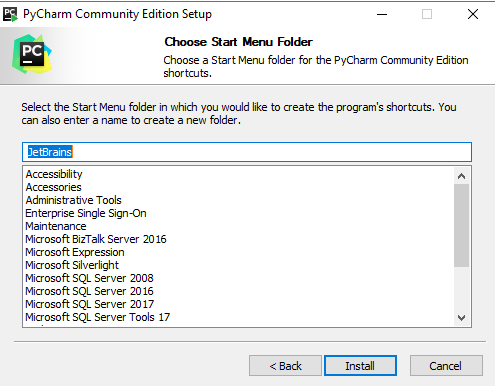 PyCharm Community Edition Setup
PC
Choose Start Menu Folder
Choose a Start Menu folder for the PyCharm Community Edition
shortcuts.
Select the Start Menu folder in which you would like to create the program's shortcuts. You
can also enter a name to create a new folder.
JetBrains
Accessibility
Accessories
Administrative Tools
Enterprise Single Sign-On
Maintenance
Microsoft BizTalk Server 2016
Microsoft Expression
Microsoft Silverlight
Microsoft SQL Server 2008
Microsoft SQL Server 2016
Microsoft SQL Server 2017
Microsoft SQL Server Tools 17
< Back
Install
Cancel